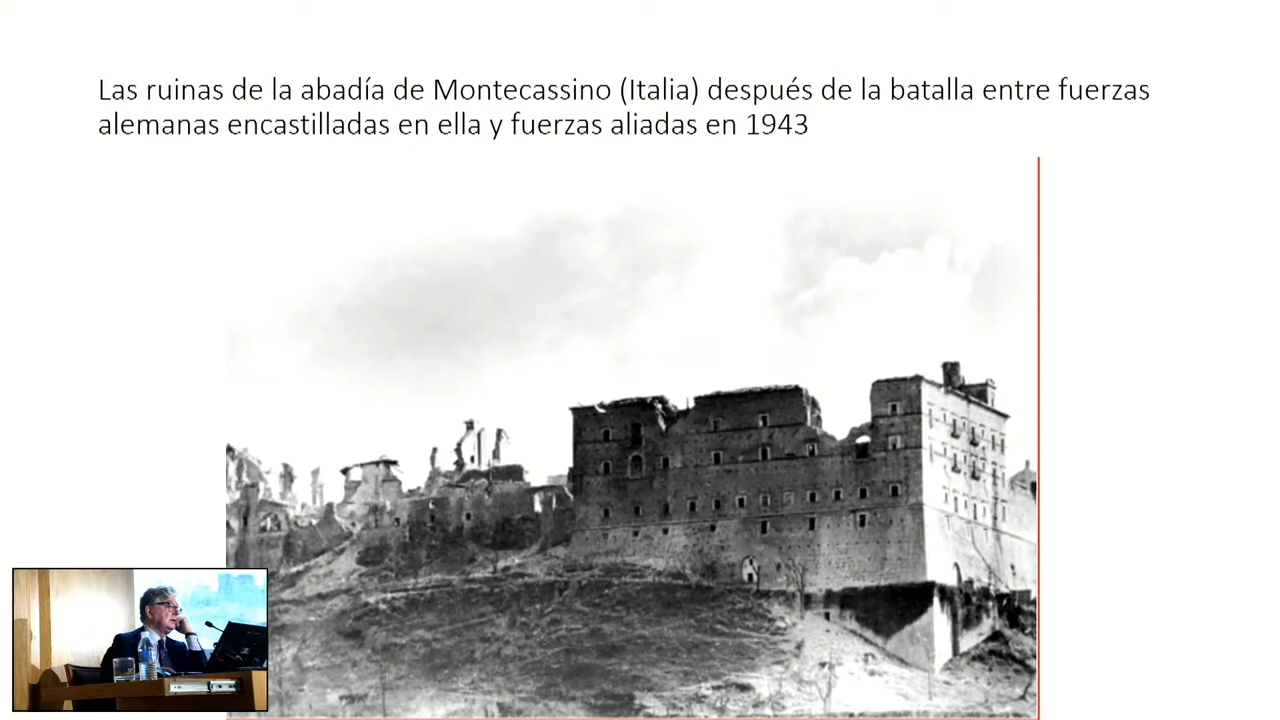 Las ruinas de la abadía de Montecassino (Italia) después de la batalla entre fuerzas
alemanas encastilladas en ella y fuerzas aliadas en 1943